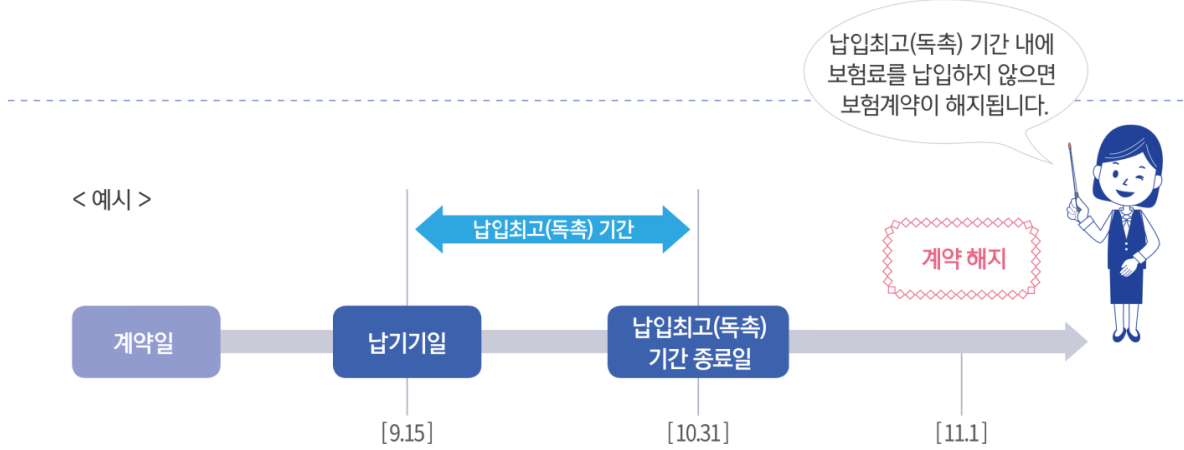 납입최고(독촉) 기간 내에
보험료를 납입하지 않으면
보험계약이 해지됩니다.
< 예시 >
납입최고(독촉) 기간
계약 해지
계약일
납기기일
납입최고(독촉)
기간 종료일
[9.15]
[10.31]
[11.1]